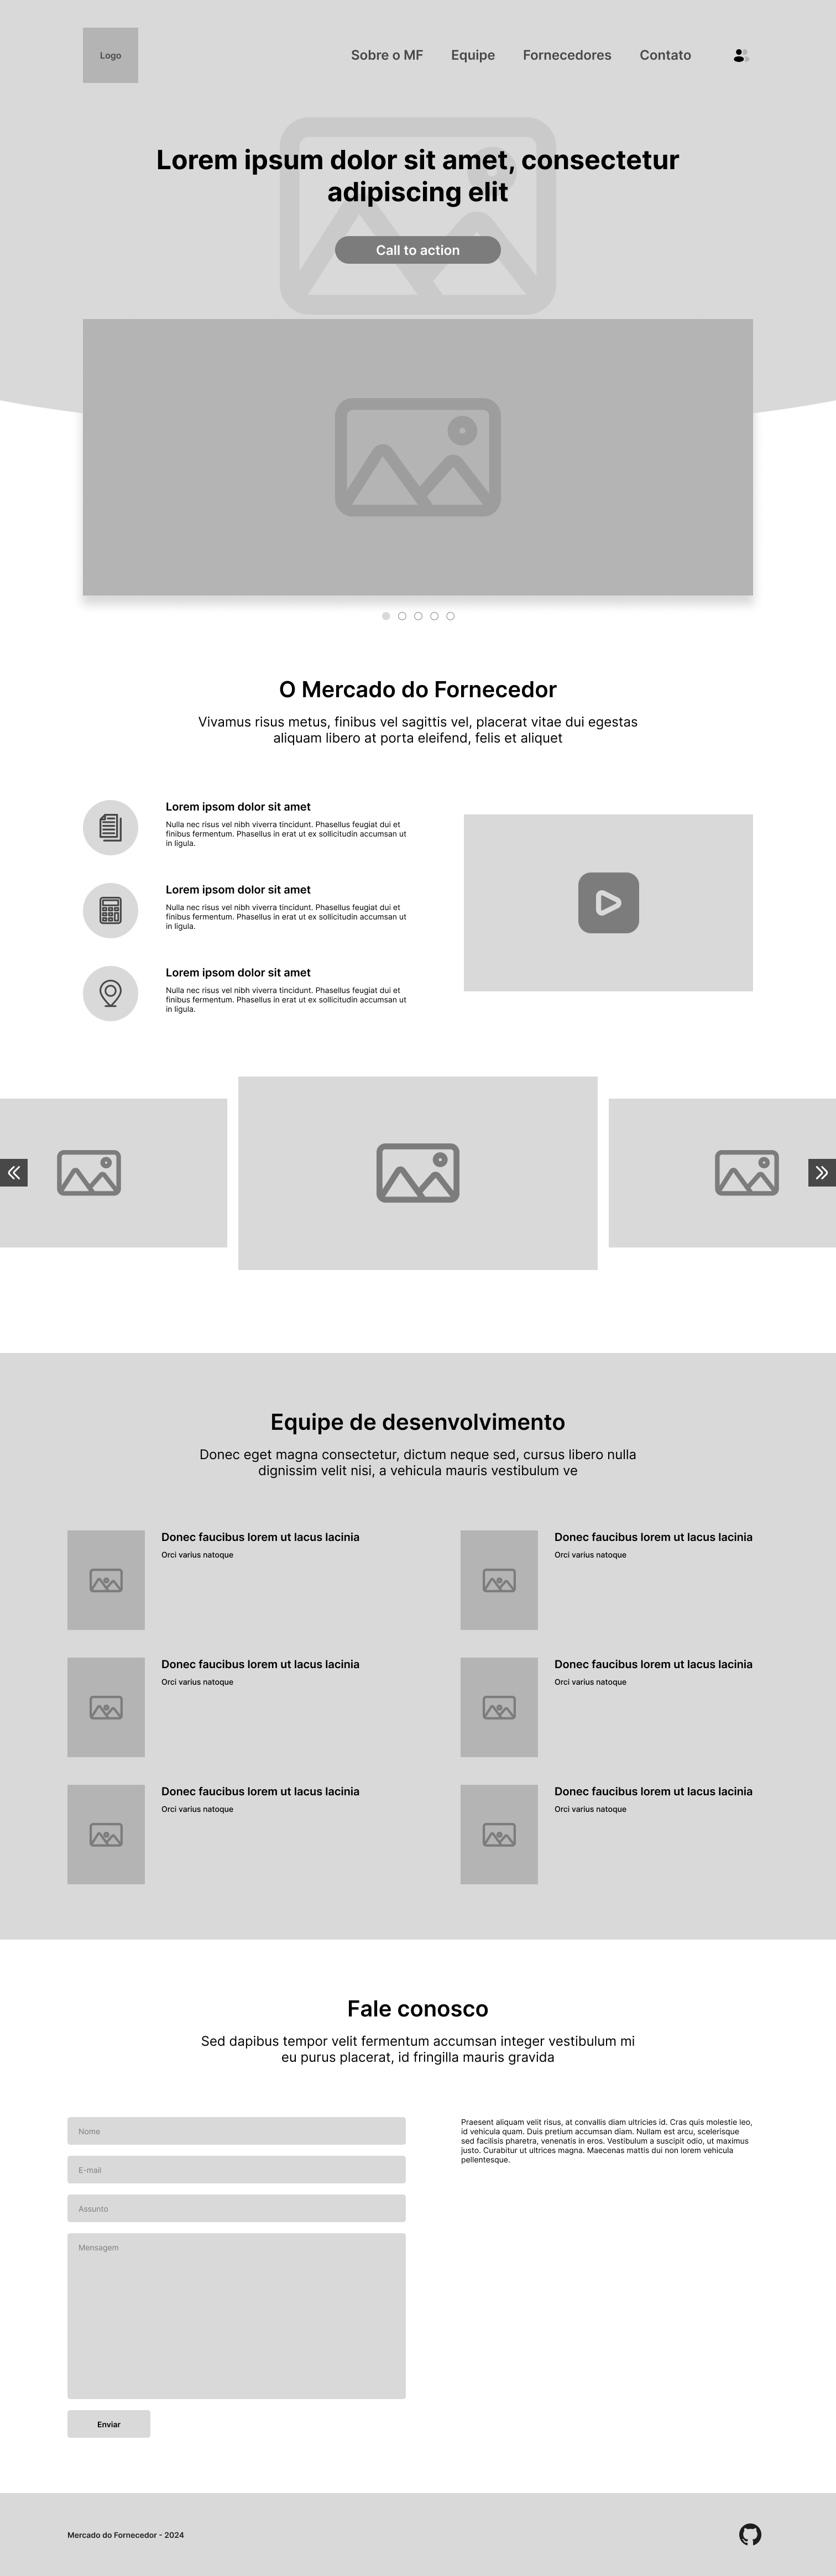 Logo
Sobre o MF
Equipe
Fornecedores
Contato
Lorem ipsum dolor sit amet, consectetur
adipiscing elit
Call to action
O Mercado do Fornecedor
Vivamus risus metus, finibus vel sagittis vel, placerat vitae dui egestas
aliquam libero at porta eleifend, felis et aliquet
Lorem ipsom dolor sit amet
Nulla nec risus vel nibh viverra tincidunt. Phasellus feugiat dui et
finibus fermentum. Phasellus in erat ut ex sollicitudin accumsan ut
in ligula.
Lorem ipsom dolor sit amet
Nulla nec risus vel nibh viverra tincidunt. Phasellus feugiat dui et
finibus fermentum. Phasellus in erat ut ex sollicitudin accumsan ut
in ligula.
Lorem ipsom dolor sit amet
Nulla nec risus vel nibh viverra tincidunt. Phasellus feugiat dui et
finibus fermentum. Phasellus in erat ut ex sollicitudin accumsan ut
in ligula.
Equipe de desenvolvimento
Donec eget magna consectetur, dictum neque sed, cursus libero nulla
dignissim velit nisi, a vehicula mauris vestibulum ve
Donec faucibus lorem ut lacus lacinia
Orci varius natoque
Donec faucibus lorem ut lacus lacinia
Orci varius natoque
Donec faucibus lorem ut lacus lacinia
Orci varius natoque
Donec faucibus lorem ut lacus lacinia
Orci varius natoque
Donec faucibus lorem ut lacus lacinia
Orci varius natoque
Donec faucibus lorem ut lacus lacinia
Orci varius natoque
Fale conosco
Sed dapibus tempor velit fermentum accumsan integer vestibulum mi
eu purus placerat, id fringilla mauris gravida
Nome
E-mail
Assunto
Mensagem
Enviar
Praesent aliquam velit risus, at convallis diam ultricies id. Cras quis molestie leo,
id vehicula quam. Duis pretium accumsan diam. Nullam est arcu, scelerisque
sed facilisis pharetra, venenatis in eros. Vestibulum a suscipit odio, ut maximus
justo. Curabitur ut ultrices magna. Maecenas mattis dui non lorem vehicula
pellentesque.
Mercado do Fornecedor - 2024